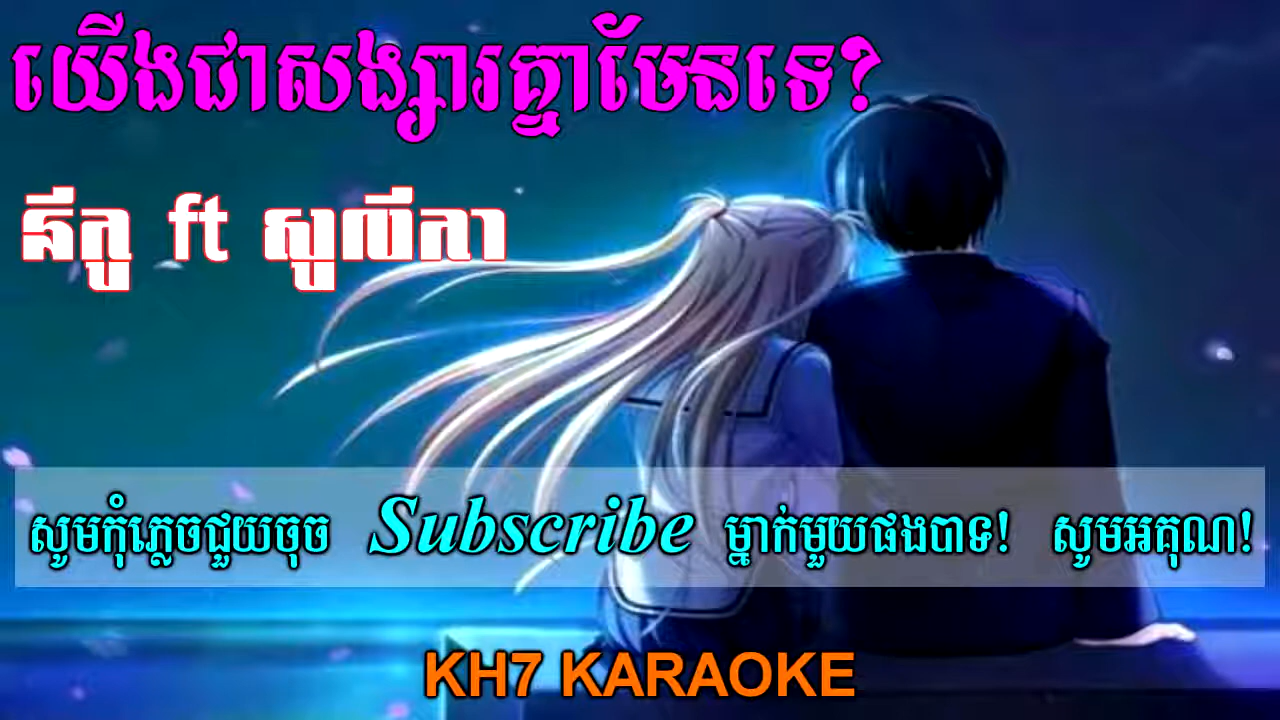 យើងជាសង្សារគ្នាមែនទេ?
នីតូ ft សូលីកា
សូមកុំភ្លេចជួយចុច Subscribe ម្នាក់មួយផងបាទ! សូមអគុណ!
KH7 KARAOKE